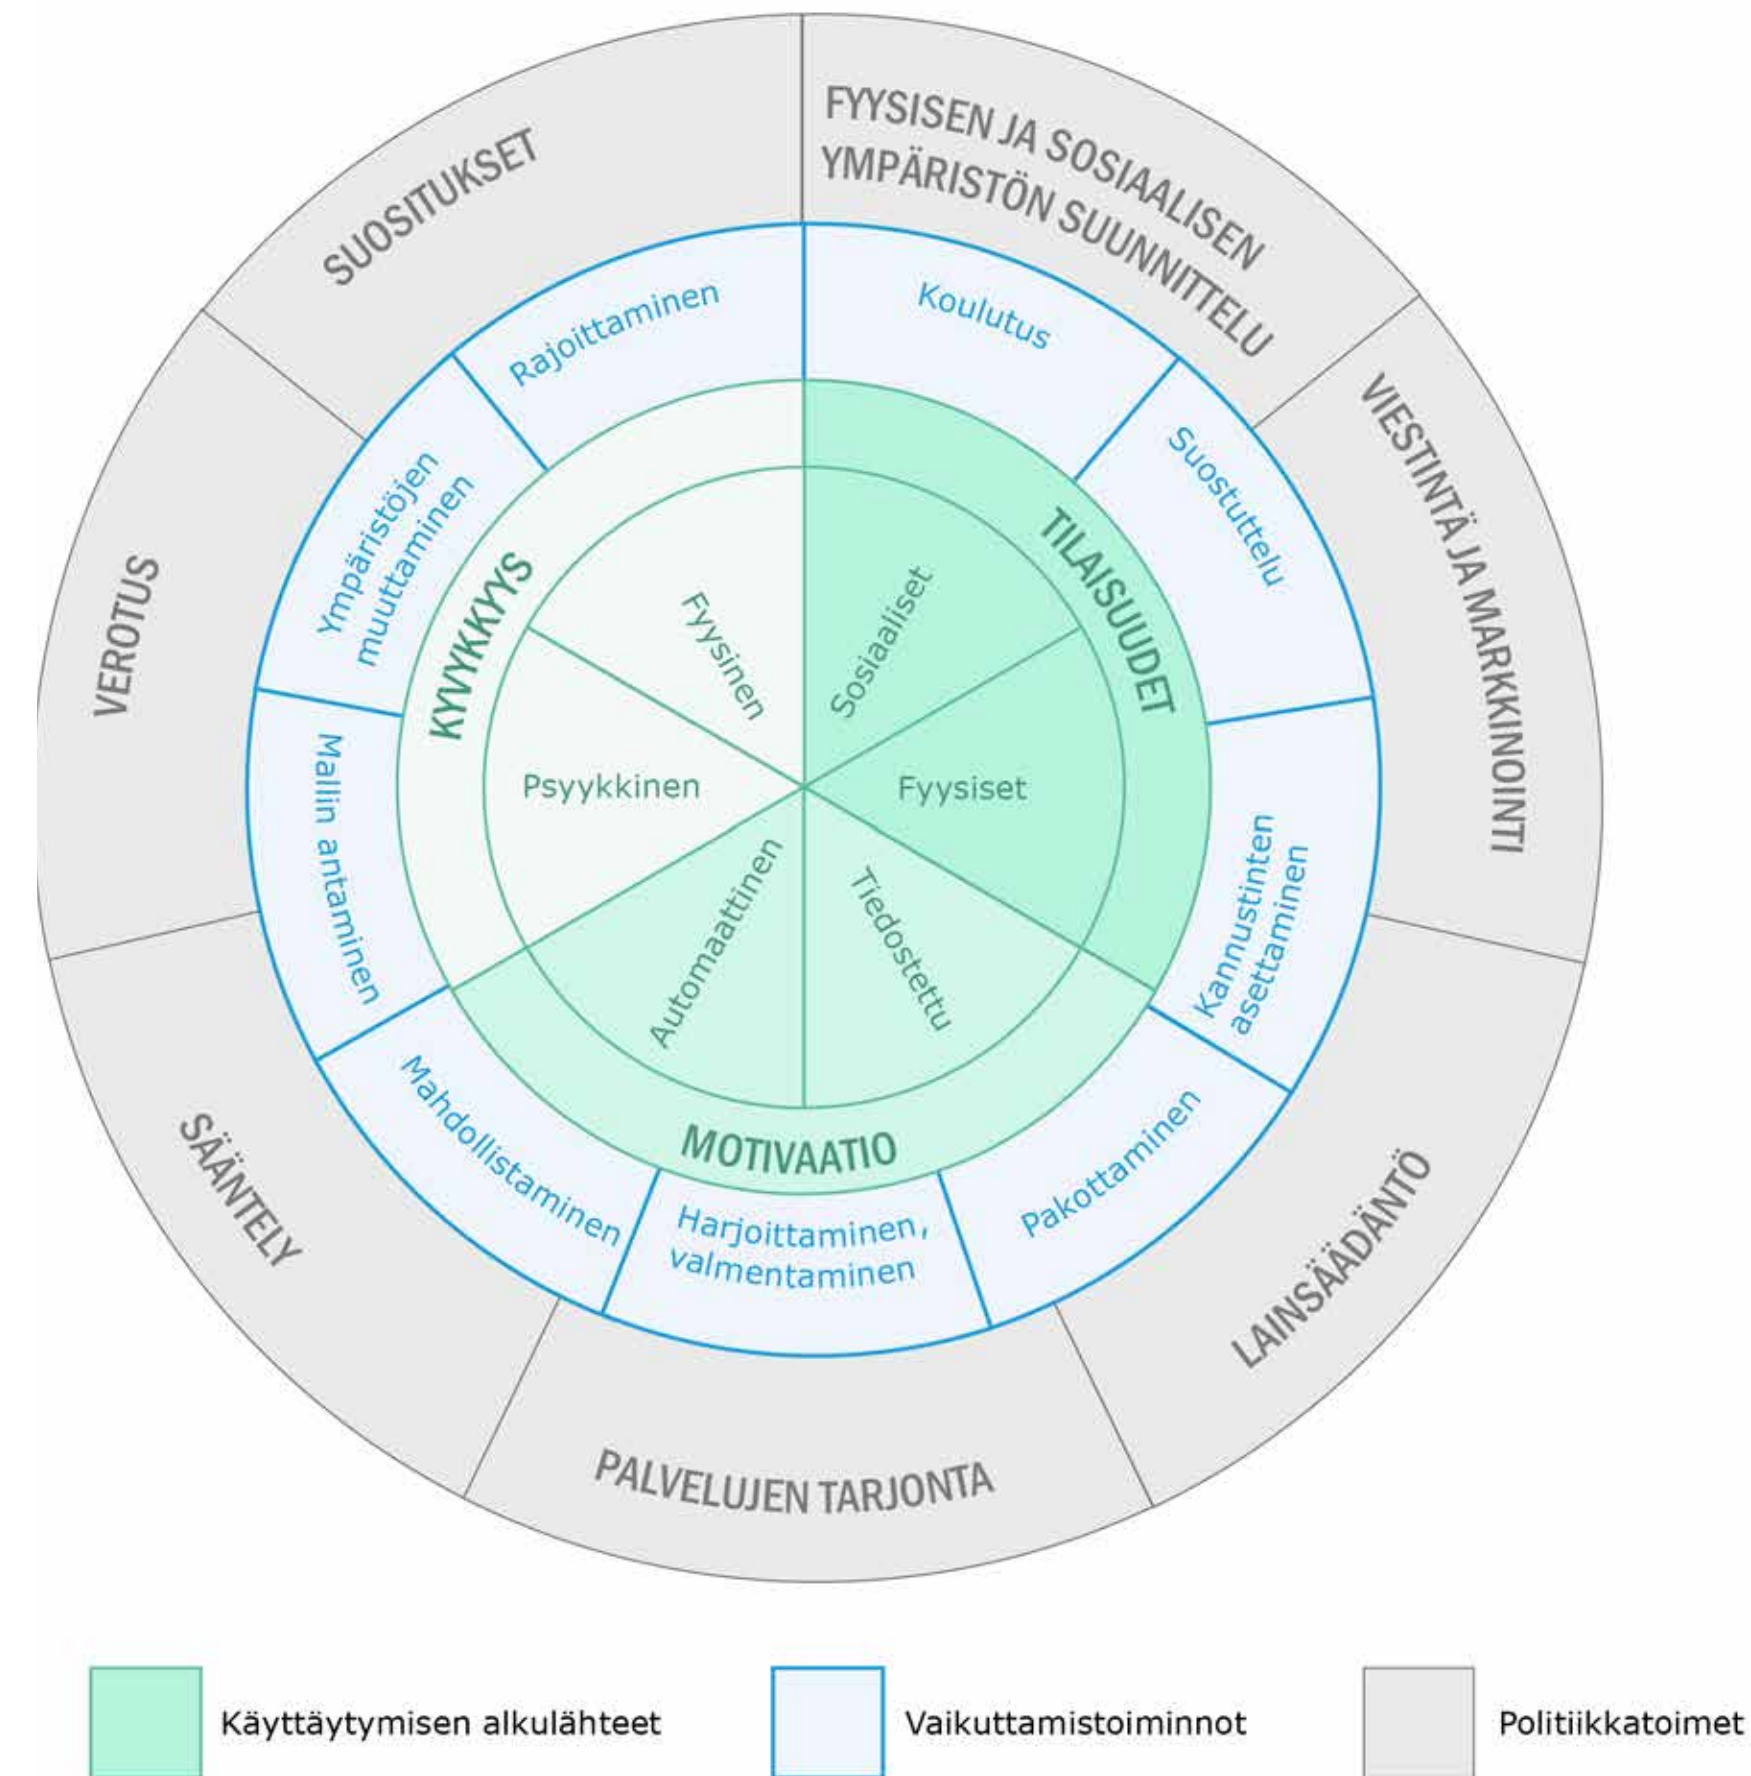 FYYSISEN JA SOSIAALISEN
YMPÄRISTÖN SUUNNITTELU
VIESTINTÄ JA MARKKINOINTI
LAINSÄÄDÄNTÖ
PALVELUJEN TARJONTA
SÄÄNTELY
VEROTUS
SUOSITUKSET
Koulutus
Suostuttelu
Kannustinten
asettaminen
Pakottaminen
Harjoittaminen,
valmentaminen
Mahdollistaminen
Mallin antaminen
Ympäristöjen
muuttaminen
Rajoittaminen
TILAISUUDET
MOTIVAATIO
KYVYKKYYS
Sosiaaliset
Fyysiset
Tiedostettu
Automaattinen
Psyykkinen
Fyysinen
Käyttäytymisen alkulähteet
Vaikuttamistoiminnot
Politiikkatoimet